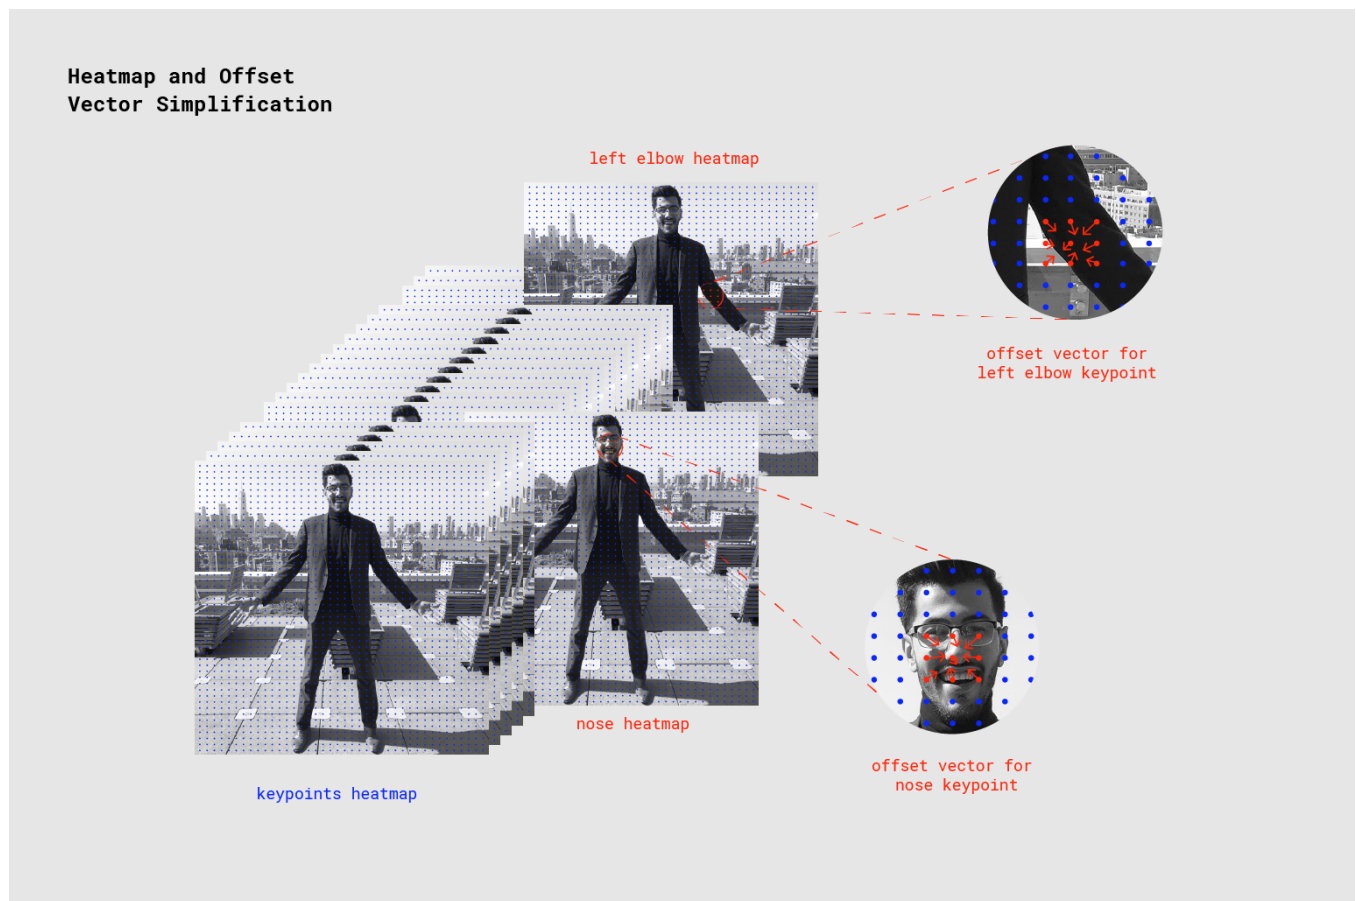 Heatmap and Offset
Vector Simplification
left elbow heatmap
offset vector for
left elbow keypoint
nose heatmap
offset vector for
nose keypoint
keypoints heatmap